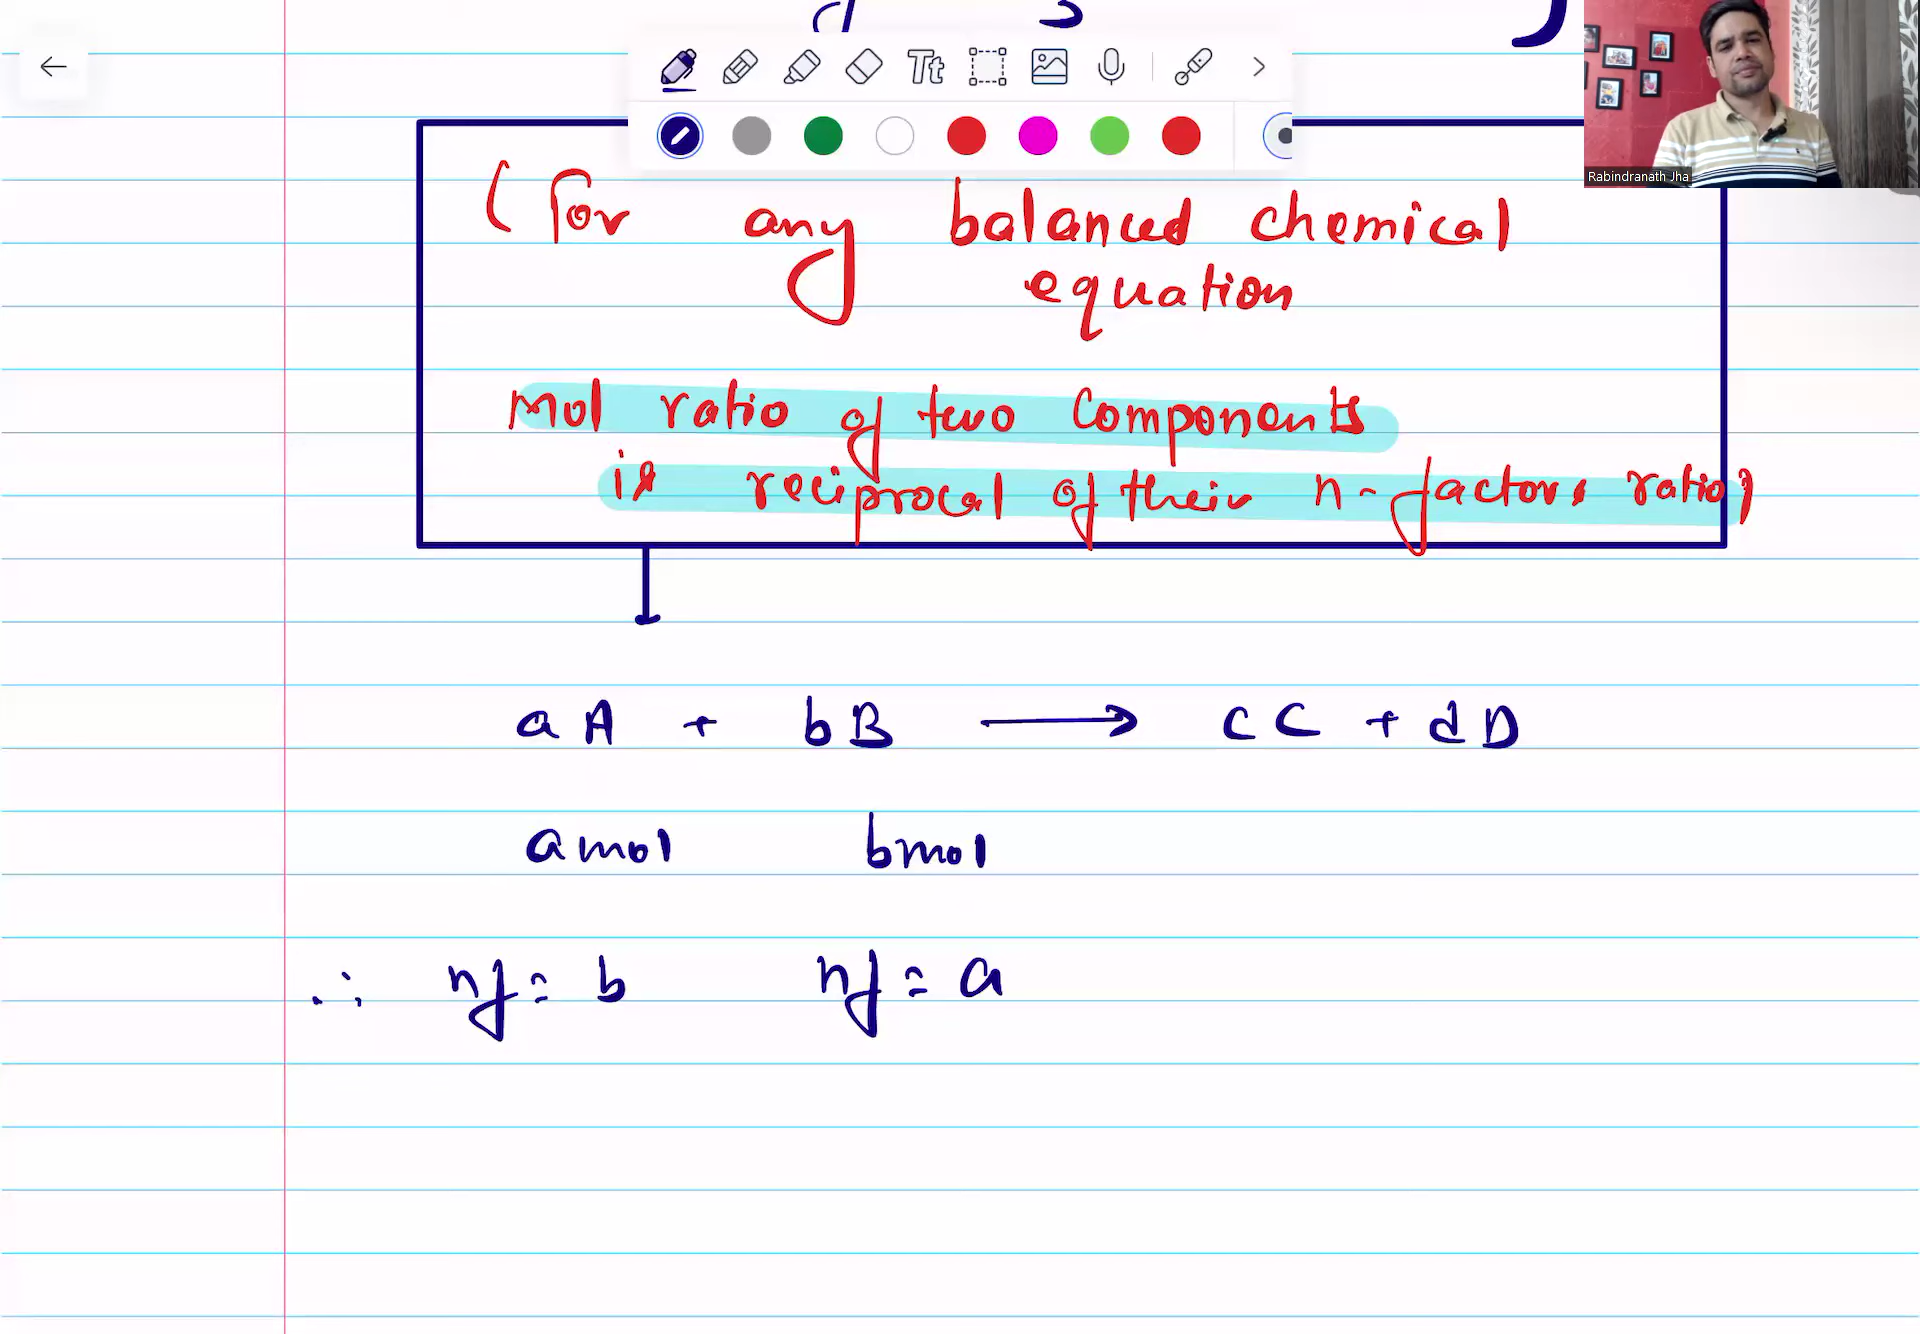 Tt
Rabindranath Jha
(For any balanced chemical
equation
mol ratio of two components
is reciprocal of their n-factors ratio)
aA + bB ⟶ cC + dD
a mol b mol
∴ nf = b nf = a